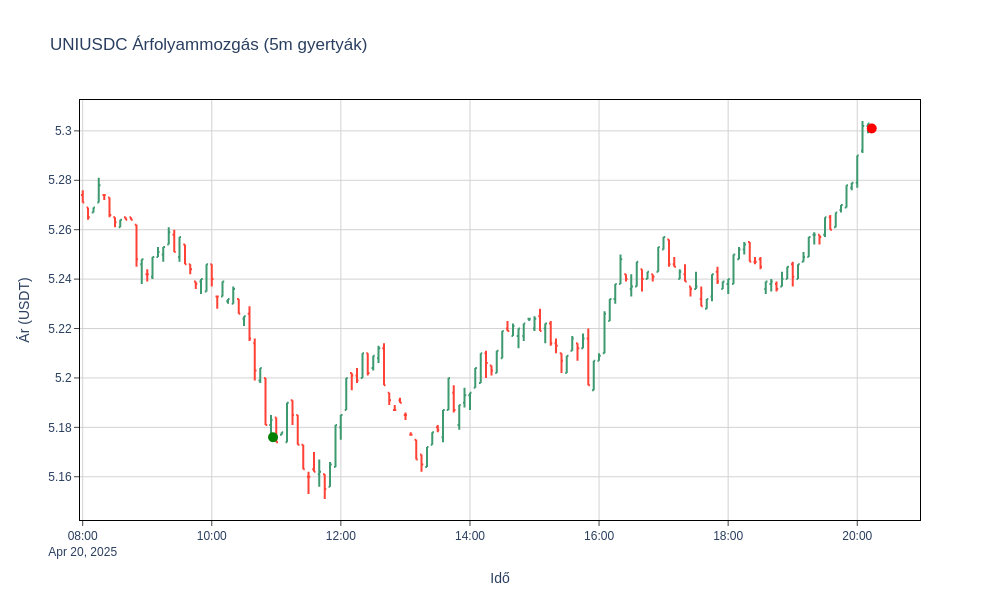 UNIUSDC Árfolyammozgás (5m gyertyák)
Ár (USDT)
5.3
5.28
5.26
5.24
5.22
5.2
5.18
5.16
08:00 10:00 12:00 14:00 16:00 18:00 20:00
Apr 20, 2025
Idő